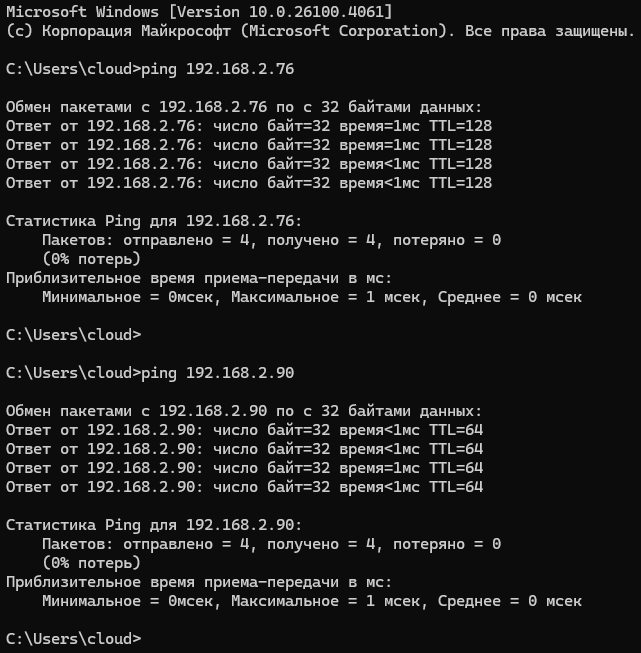 Microsoft Windows [Version 10.0.26100.4061]
(c) Корпорация Майкрософт (Microsoft Corporation). Все права защищены.
C:\Users\cloud>ping 192.168.2.76
Обмен пакетами с 192.168.2.76 по с 32 байтами данных:
Ответ от 192.168.2.76: число байт=32 время=1мс TTL=128
Ответ от 192.168.2.76: число байт=32 время=1мс TTL=128
Ответ от 192.168.2.76: число байт=32 время<1мс TTL=128
Ответ от 192.168.2.76: число байт=32 время<1мс TTL=128
Статистика Ping для 192.168.2.76:
Пакетов: отправлено = 4, получено = 4, потеряно = 0
(0% потерь)
Приблизительное время приема-передачи в мс:
Минимальное = 0мсек, Максимальное = 1 мсек, Среднее = 0 мсек
C:\Users\cloud>
C:\Users\cloud>ping 192.168.2.90
Обмен пакетами с 192.168.2.90 по с 32 байтами данных:
Ответ от 192.168.2.90: число байт=32 время<1мс TTL=64
Ответ от 192.168.2.90: число байт=32 время<1мс TTL=64
Ответ от 192.168.2.90: число байт=32 время=1мс TTL=64
Ответ от 192.168.2.90: число байт=32 время<1мс TTL=64
Статистика Ping для 192.168.2.90:
Пакетов: отправлено = 4, получено = 4, потеряно = 0
(0% потерь)
Приблизительное время приема-передачи в мс:
Минимальное = 0мсек, Максимальное = 1 мсек, Среднее = 0 мсек
C:\Users\cloud>